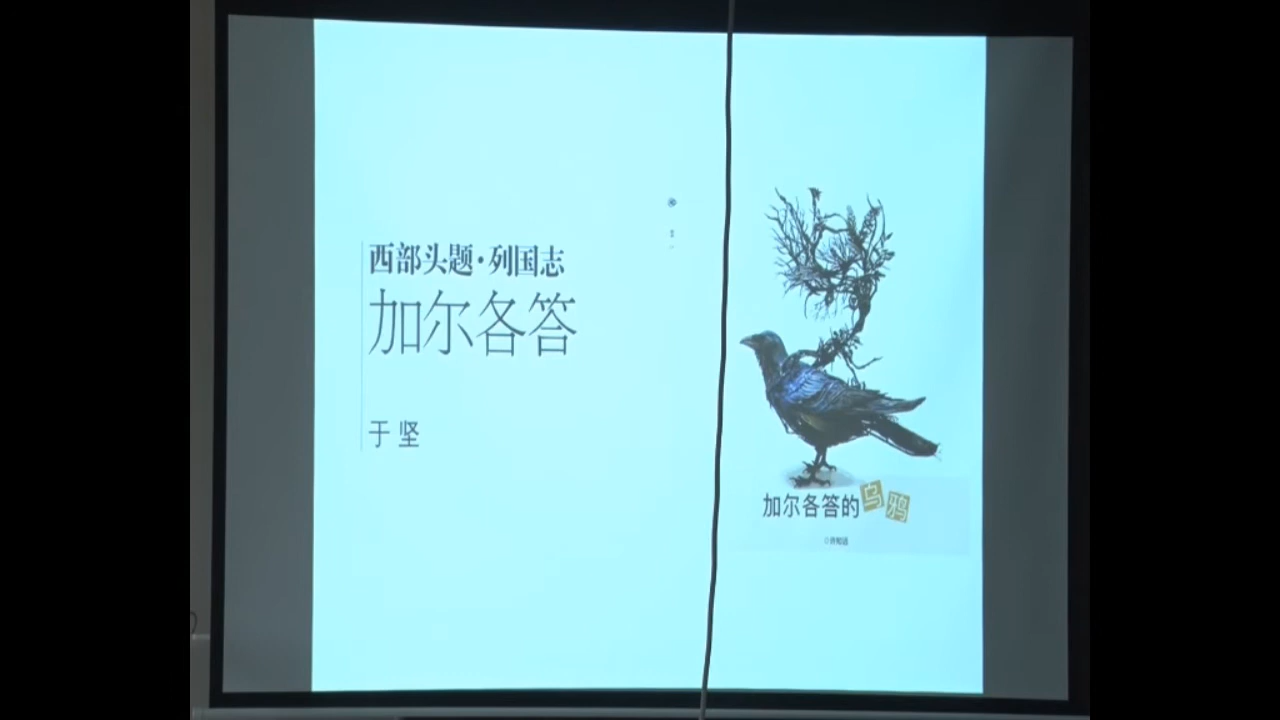 西部头题·列国志
加尔各答
于坚
加尔各答的乌鸦